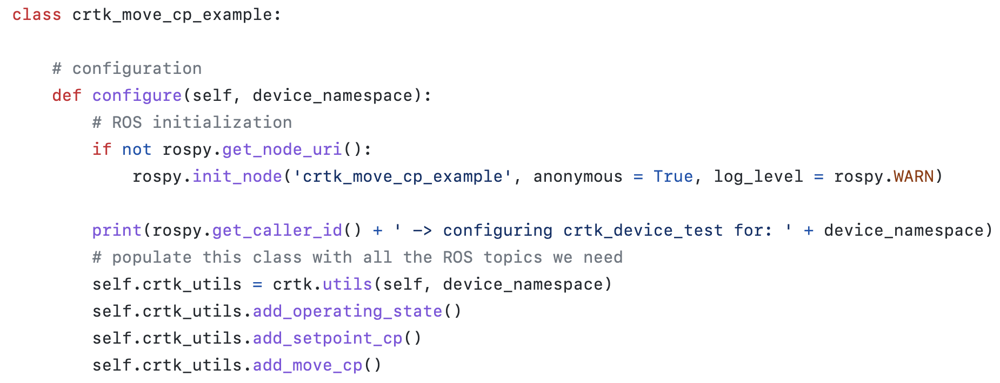 class crtk_move_cp_example:
# configuration
def configure(self, device_namespace):
# ROS initialization
if not rospy.get_node_uri():
rospy.init_node('crtk_move_cp_example', anonymous = True, log_level = rospy.WARN)
print(rospy.get_caller_id() + ' -> configuring crtk_device_test for: ' + device_namespace)
# populate this class with all the ROS topics we need
self.crtk_utils = crtk.utils(self, device_namespace)
self.crtk_utils.add_operating_state()
self.crtk_utils.add_setpoint_cp()
self.crtk_utils.add_move_cp()